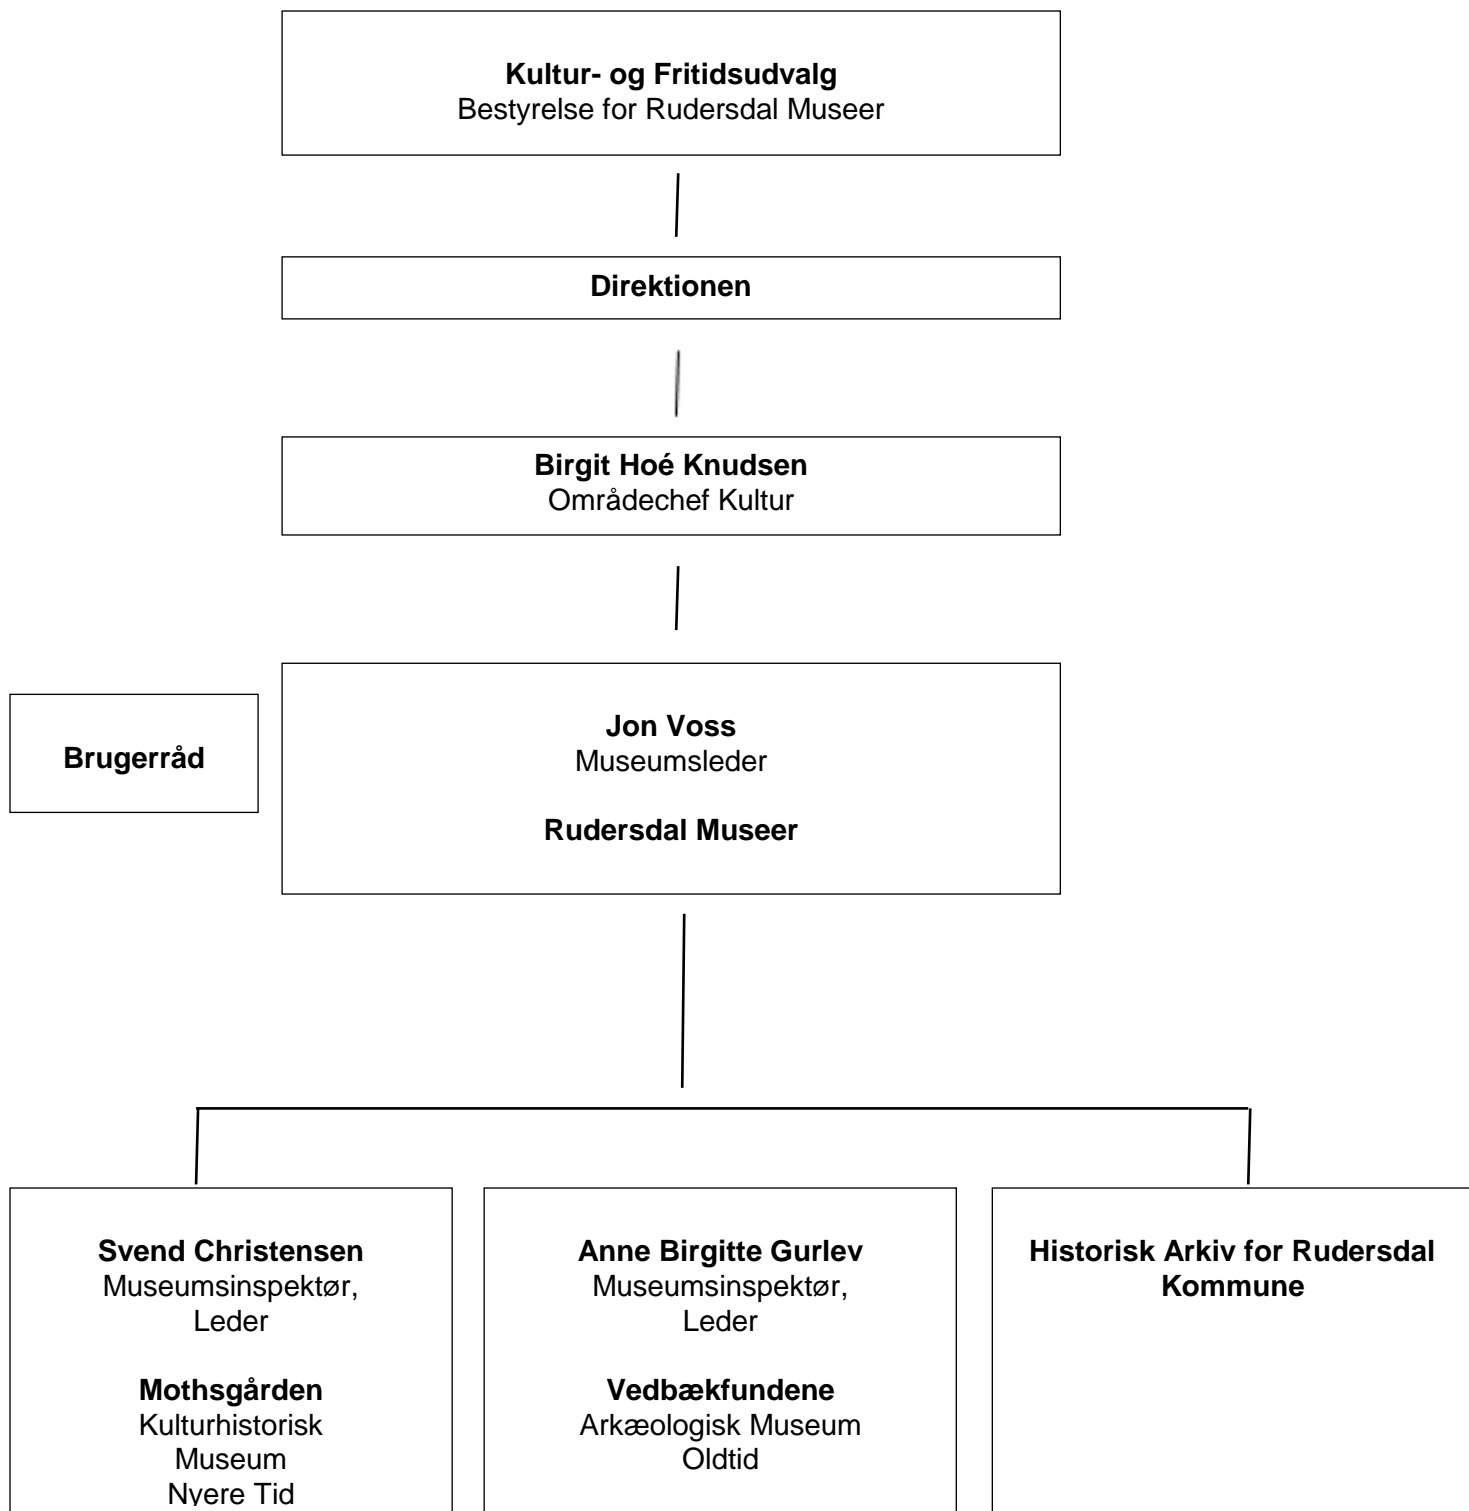 Kultur- og Fritidsudvalg
Bestyrelse for Rudersdal Museer
Direktionen
Birgit Hoé Knudsen
Områdechef Kultur
Brugerråd
Jon Voss
Museumsleder
Rudersdal Museer
Svend Christensen
Museumsinspektør,
Leder
Mothsgården
Kulturhistorisk
Museum
Nyere Tid
Anne Birgitte Gurlev
Museumsinspektør,
Leder
Vedbækfundene
Arkæologisk Museum
Oldtid
Historisk Arkiv for Rudersdal
Kommune